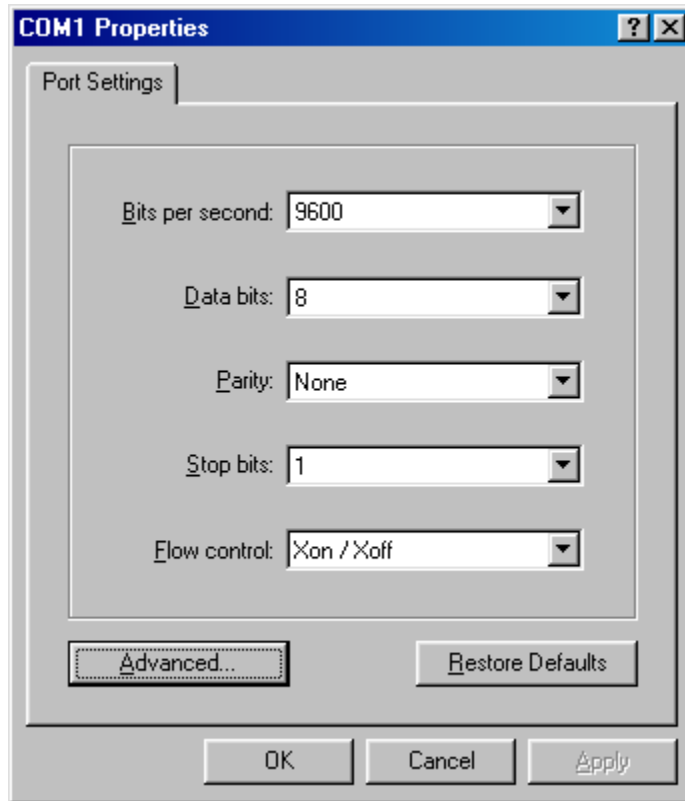 COM1 Properties
Port Settings
Bits per second: 9600
Data bits: 8
Parity: None
Stop bits: 1
Flow control: Xon / Xoff
Advanced... Restore Defaults
OK Cancel Apply